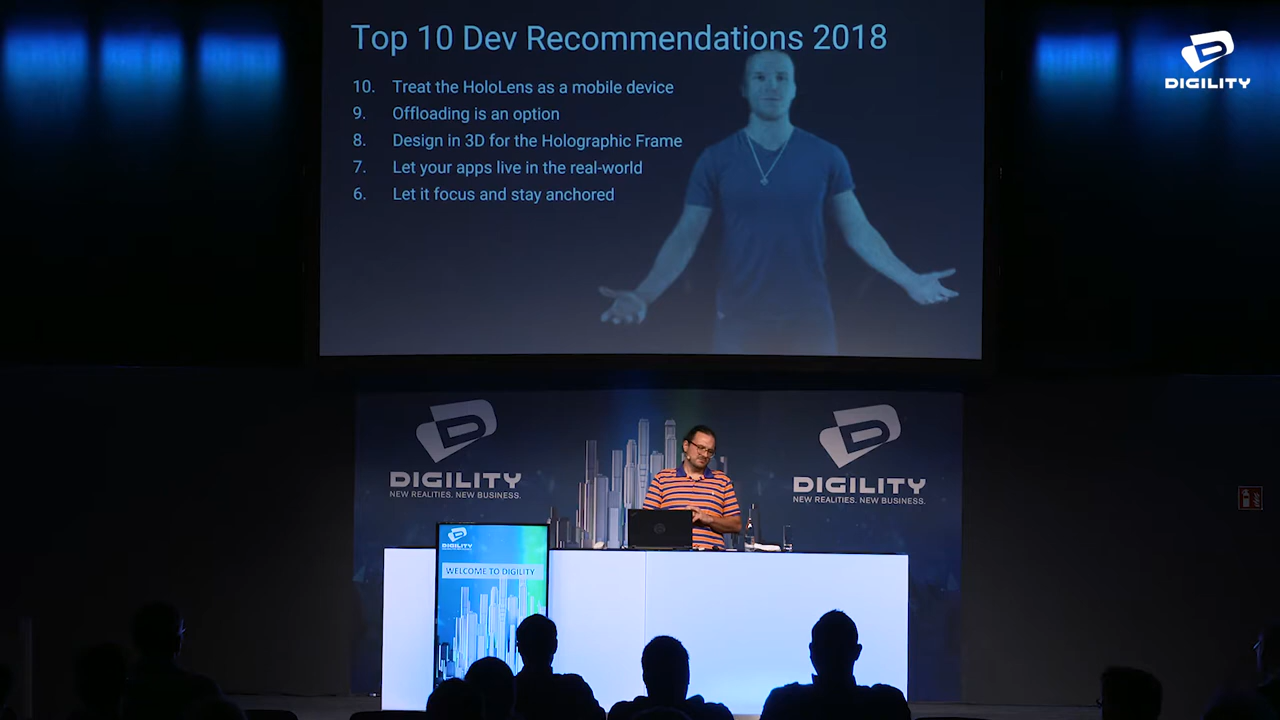 Top 10 Dev Recommendations 2018
10. Treat the HoloLens as a mobile device
9. Offloading is an option
8. Design in 3D for the Holographic Frame
7. Let your apps live in the real-world
6. Let it focus and stay anchored
DIGILITY
DIGILITY
NEW REALITIES. NEW BUSINESS.
DIGILITY
NEW REALITIES. NEW BUSINESS.
DIGILITY
WELCOME TO DIGILITY